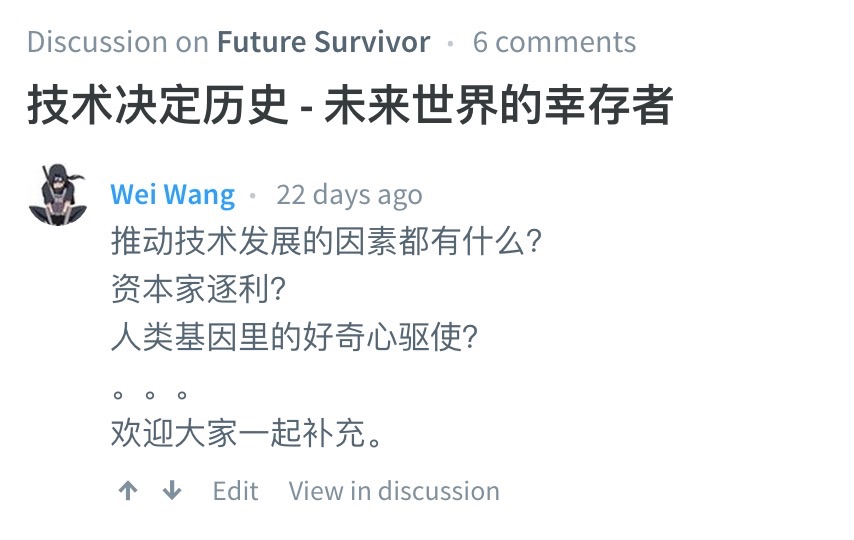 Discussion on Future Survivor • 6 comments
技术决定历史 - 未来世界的幸存者
Wei Wang • 22 days ago
推动技术发展的因素都有什么?
资本家逐利?
人类基因里的好奇心驱使?
。。。
欢迎大家一起补充。
Edit View in discussion